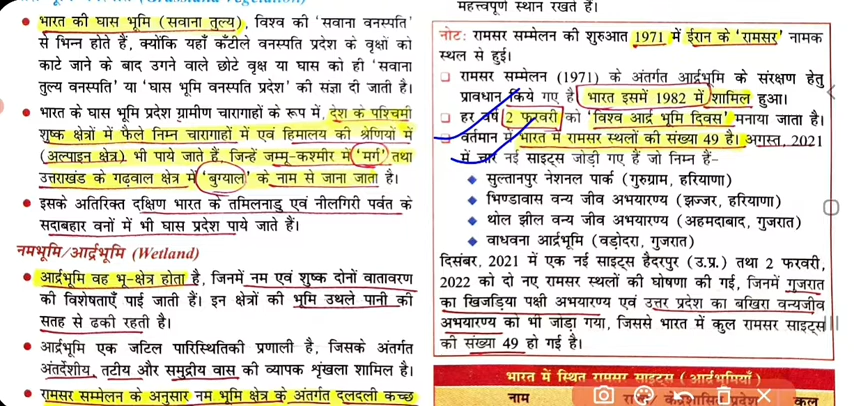 भारत की घास भूमि (सवाना तुल्य), विश्व की ‘सवाना वनस्पति’
से भिन्न होते हैं, क्योंकि यहाँ कँटीले वनस्पति प्रदेश के वृक्षों को
काटे जाने के बाद उगने वाले छोटे वृक्ष या घास को ही ‘सवाना
तुल्य वनस्पति’ या ‘घास भूमि वनस्पति प्रदेश’ की संज्ञा दी जाती है।
भारत के घास भूमि प्रदेश ग्रामीण चारागाहों के रूप में, देश के पश्चिमी
शुष्क क्षेत्रों में फैले निम्न चारागाहों में एवं हिमालय की श्रेणियों में
(अल्पाइन क्षेत्र) भी पाये जाते हैं, जिन्हें जम्मू-कश्मीर में ‘मर्ग’ तथा
उत्तराखंड के गढ़वाल क्षेत्र में ‘बुग्याल’ के नाम से जाना जाता है।
इसके अतिरिक्त दक्षिण भारत के तमिलनाडु एवं नीलगिरी पर्वत के
सदाबहार वनों में भी घास प्रदेश पाये जाते हैं।
नमभूमि/आर्द्रभूमि (Wetland)
आर्द्रभूमि वह भू-क्षेत्र होता है, जिनमें नम एवं शुष्क दोनों वातावरण
की विशेषताएँ पाई जाती हैं। इन क्षेत्रों की भूमि उथले पानी की
सतह से ढकी रहती है।
आर्द्रभूमि एक जटिल पारिस्थितिकी प्रणाली है, जिसके अंतर्गत
अंतर्देशीय, तटीय और समुद्रीय वास की व्यापक शृंखला शामिल है।
रामसर सम्मेलन के अनुसार नम भूमि क्षेत्र के अंतर्गत दलदली कच्छ
महत्त्वपूर्ण स्थान रखते हैं।
नोट: रामसर सम्मेलन की शुरुआत 1971 में ईरान के ‘रामसर’ नामक
स्थल से हुई।
रामसर सम्मेलन (1971) के अंतर्गत आर्द्रभूमि के संरक्षण हेतु
प्रावधान किये गए है भारत इसमें 1982 में शामिल हुआ।
हर वर्ष 2 फरवरी को ‘विश्व आर्द्र भूमि दिवस’ मनाया जाता है।
वर्तमान में भारत में रामसर स्थलों की संख्या 49 है। अगस्त, 2021
में चार नई साइट्स जोड़ी गए हैं जो निम्न हैं–
सुल्तानपुर नेशनल पार्क (गुरुग्राम, हरियाणा)
भिण्डावास वन्य जीव अभयारण्य (झज्जर, हरियाणा)
थोल झील वन्य जीव अभयारण्य (अहमदाबाद, गुजरात)
वाधवना आर्द्रभूमि (वड़ोदरा, गुजरात)
दिसंबर, 2021 में एक नई साइट्स हैदरपुर (उ.प्र.) तथा 2 फरवरी,
2022 को दो नए रामसर स्थलों की घोषणा की गई, जिनमें गुजरात
का खिजड़िया पक्षी अभयारण्य एवं उत्तर प्रदेश का बखिरा वन्यजीव
अभयारण्य को भी जोड़ा गया, जिससे भारत में कुल रामसर साइट्स
की संख्या 49 हो गई है।
भारत में स्थित रामसर साइट्स (आर्द्रभूमियाँ)
नाम प्रदेश कुल